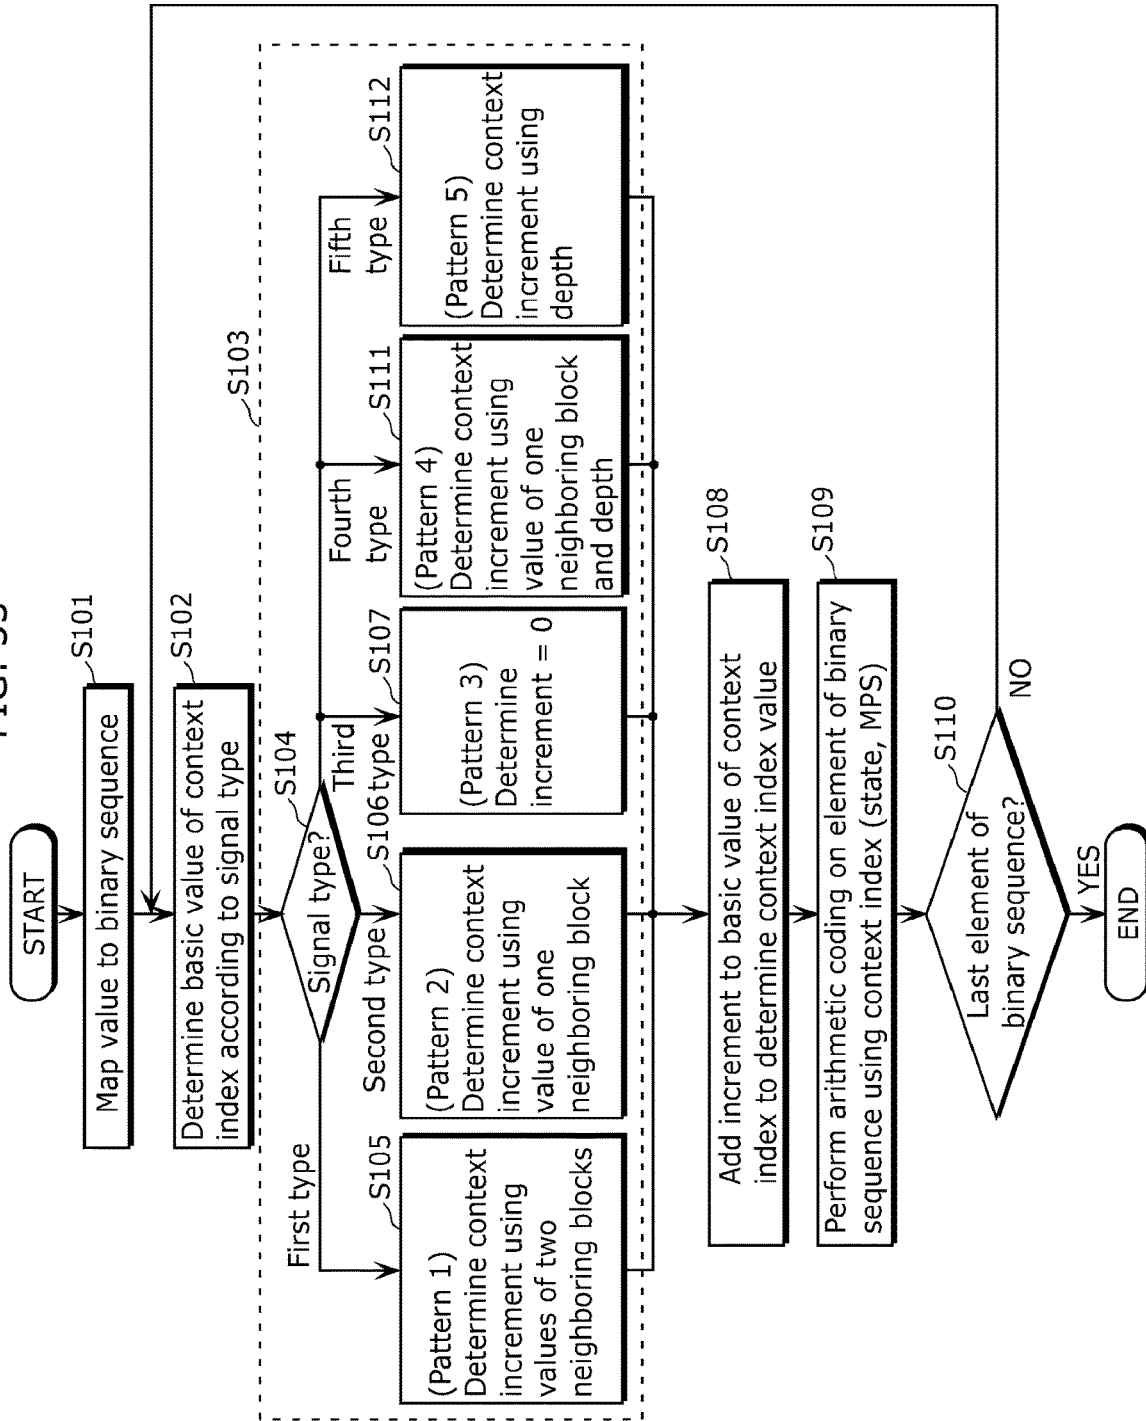 START
S101
Map value to binary sequence
S102
Determine basic value of context
index according to signal type
S103
S104
Signal type?
First type
Second type
Third
type
Fourth
type
Fifth
type
S105
(Pattern 1)
Determine context
increment using
values of two
neighboring blocks
S106
(Pattern 2)
Determine context
increment using
value of one
neighboring block
S107
(Pattern 3)
Determine
increment = 0
S111
(Pattern 4)
Determine context
increment using
value of one
neighboring block
and depth
S112
(Pattern 5)
Determine context
increment using
depth
S108
Add increment to basic value of context
index to determine context index value
S109
Perform arithmetic coding on element of binary
sequence using context index (state, MPS)
S110
Last element of
binary sequence?
NO
YES
END